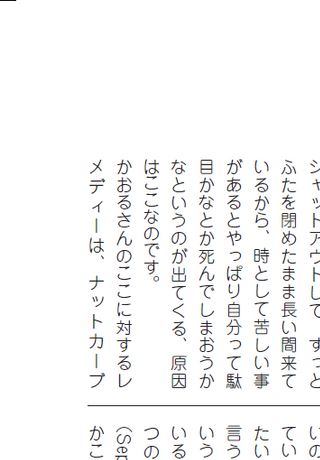 シャットアウトして ずっと
ふたを閉めたまま長い間来て
いるから、時として苦しい事
があるとやっぱり自分って駄
目かなとか死んでしまおうか
なというのが出てくる、原因
はここなのです。
かおるさんのここに対するレ
メディーは、ナットカーブ
いの
てい
たい
言う
いう
いる
つの
(Se
かこ